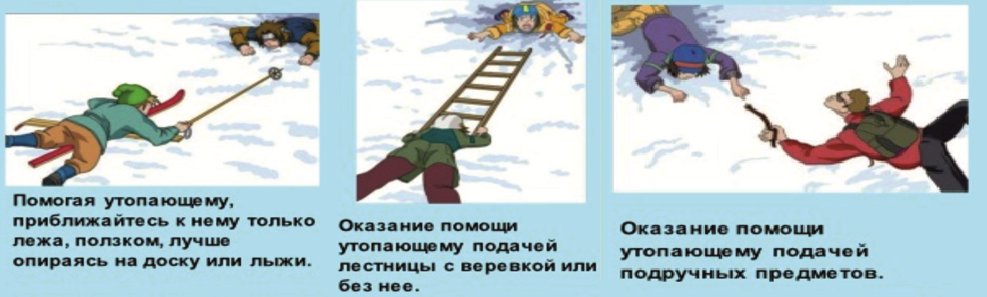 Помогая утопающему,
приближайтесь к нему только
лежа, ползком, лучше
опираясь на доску или лыжи.
Оказание помощи
утопающему подачей
лестницы с веревкой или
без нее.
Оказание помощи
утопающему подачей
подручных предметов.